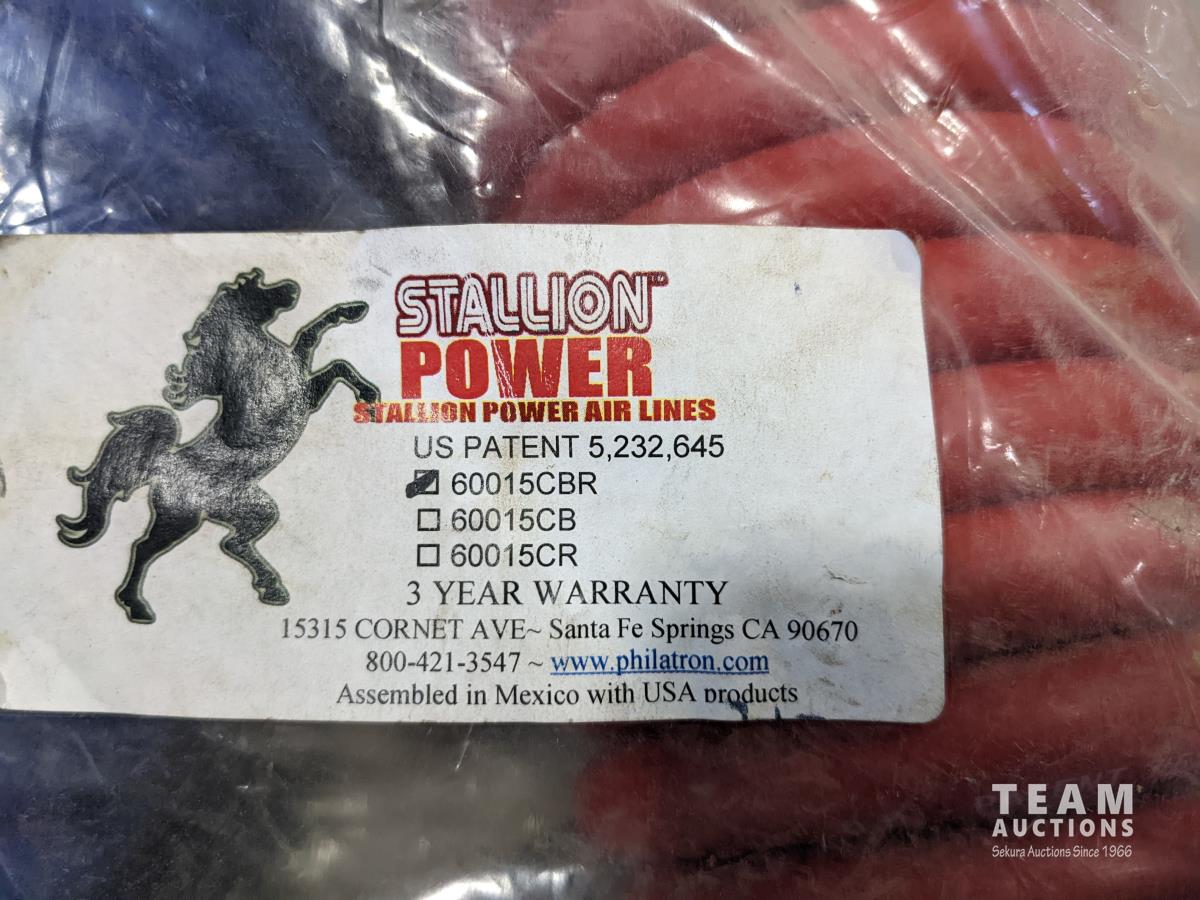 STALLION™
POWER
STALLION POWER AIR LINES
US PATENT 5,232,645
60015CBR
60015CB
60015CR
3 YEAR WARRANTY
15315 CORNET AVE~ Santa Fe Springs CA 90670
800-421-3547 ~ www.philatron.com
Assembled in Mexico with USA products
TEAM
AUCTIONS
Sekura Auctions Since 1966